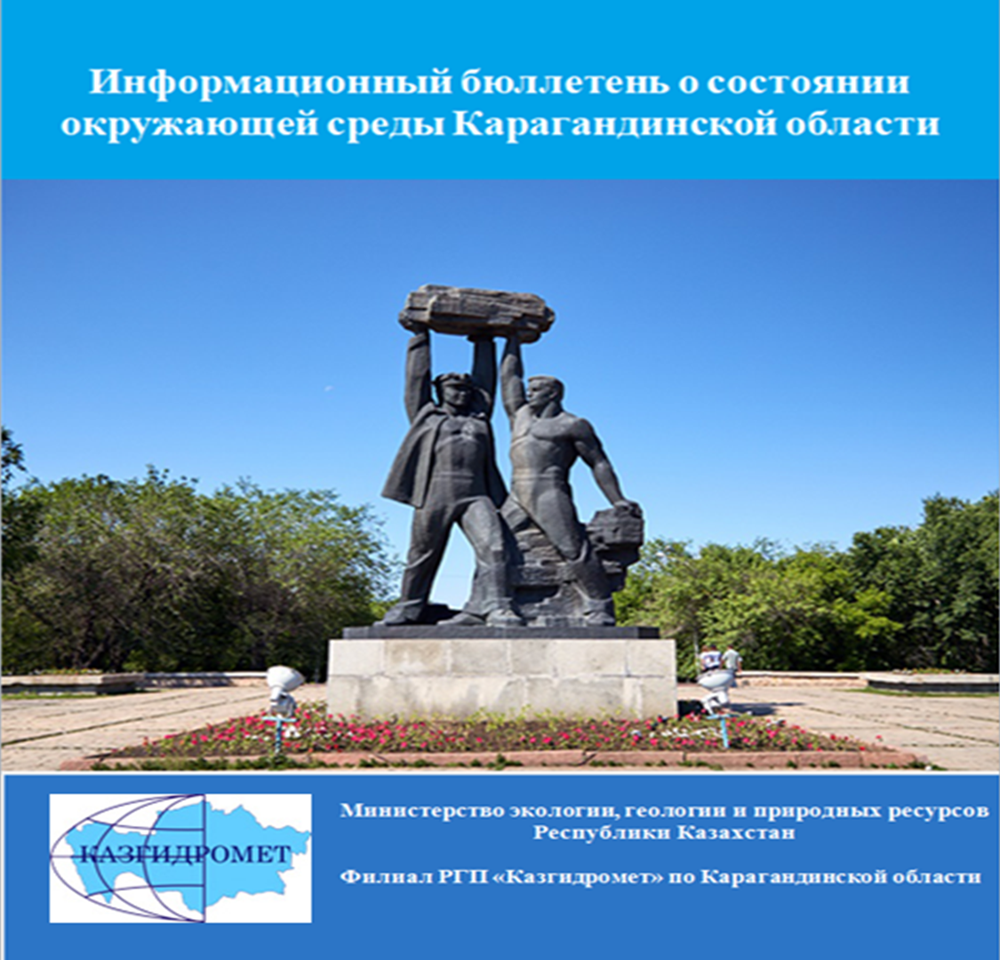 Информационный бюллетень о состоянии
окружающей среды Карагандинской области
КАЗГИДРОМЕТ
Министерство экологии, геологии и природных ресурсов
Республики Казахстан
Филиал РГП «Казгидромет» по Карагандинской области